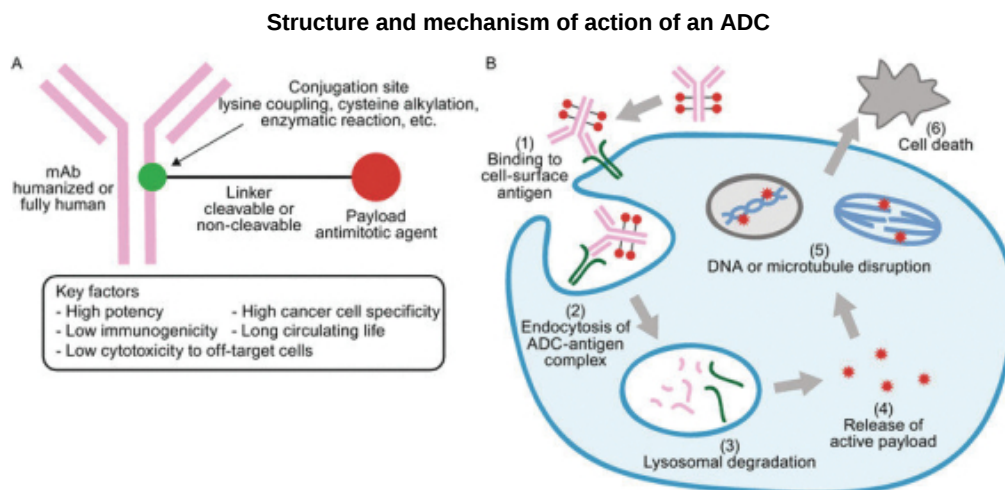 Structure and mechanism of action of an ADC
A
Conjugation site
lysine coupling, cysteine alkylation,
enzymatic reaction, etc.
mAb
humanized or
fully human
Linker
cleavable or
non-cleavable
Payload
antimitotic agent
Key factors
- High potency
- High cancer cell specificity
- Low immunogenicity
- Long circulating life
- Low cytotoxicity to off-target cells
B
(1)
Binding to
cell-surface
antigen
(2)
Endocytosis of
ADC-antigen
complex
(3)
Lysosomal degradation
(4)
Release of
active payload
(5)
DNA or microtubule disruption
(6)
Cell death